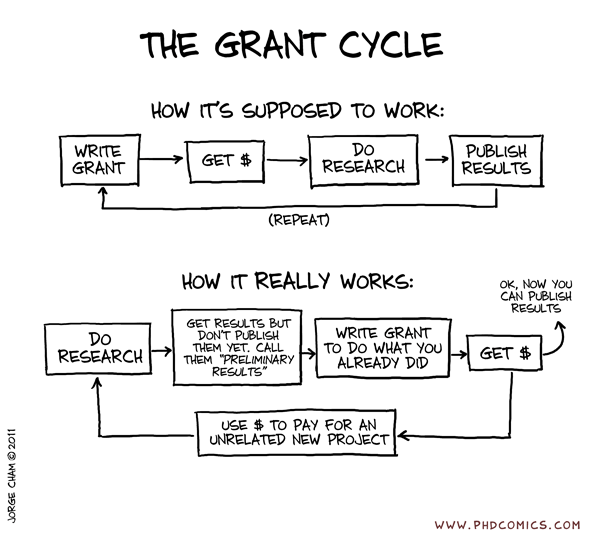 THE GRANT CYCLE
HOW IT'S SUPPOSED TO WORK:
WRITE
GRANT
GET $
DO
RESEARCH
PUBLISH
RESULTS
(REPEAT)
HOW IT REALLY WORKS:
DO
RESEARCH
GET RESULTS BUT
DON'T PUBLISH
THEM YET. CALL
THEM "PRELIMINARY
RESULTS"
WRITE GRANT
TO DO WHAT YOU
ALREADY DID
GET $
OK, NOW YOU
CAN PUBLISH
RESULTS
USE $ TO PAY FOR AN
UNRELATED NEW PROJECT
JORGE CHAM © 2011
WWW.PHDCOMICS.COM